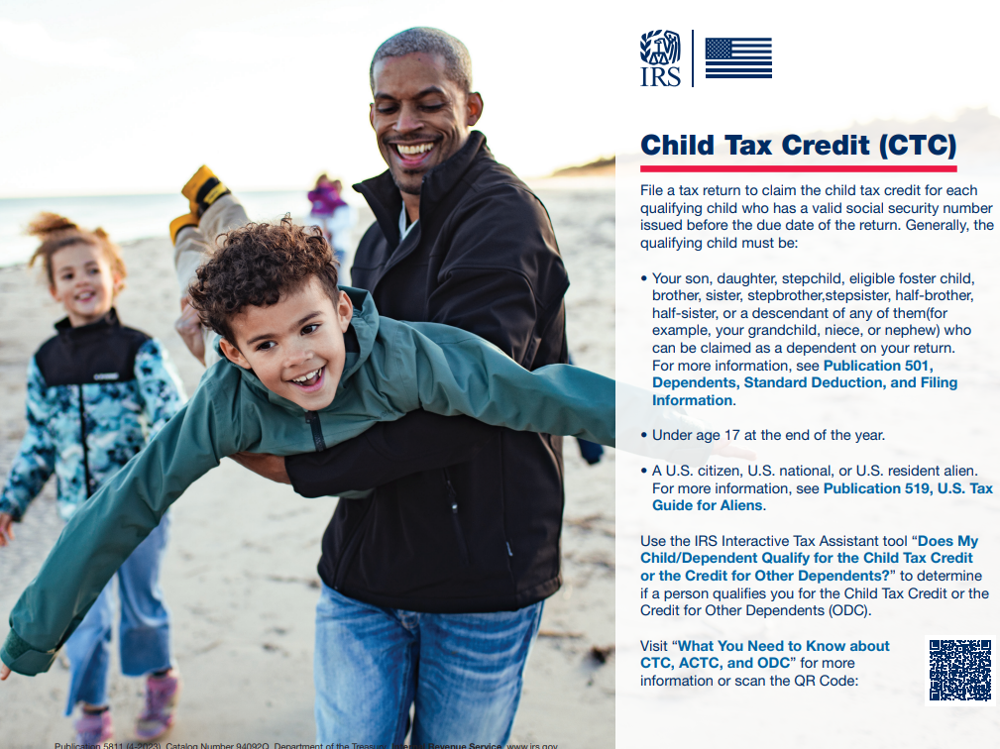 IRS
Child Tax Credit (CTC)
File a tax return to claim the child tax credit for each
qualifying child who has a valid social security number
issued before the due date of the return. Generally, the
qualifying child must be:
• Your son, daughter, stepchild, eligible foster child,
brother, sister, stepbrother,stepsister, half-brother,
half-sister, or a descendant of any of them(for
example, your grandchild, niece, or nephew) who
can be claimed as a dependent on your return.
For more information, see Publication 501,
Dependents, Standard Deduction, and Filing
Information.
• Under age 17 at the end of the year.
• A U.S. citizen, U.S. national, or U.S. resident alien.
For more information, see Publication 519, U.S. Tax
Guide for Aliens.
Use the IRS Interactive Tax Assistant tool “Does My
Child/Dependent Qualify for the Child Tax Credit
or the Credit for Other Dependents?” to determine
if a person qualifies you for the Child Tax Credit or the
Credit for Other Dependents (ODC).
Visit “What You Need to Know about
CTC, ACTC, and ODC” for more
information or scan the QR Code:
Publication 5811 (4-2023) Catalog Number 94092Q Department of the Treasury Internal Revenue Service www.irs.gov